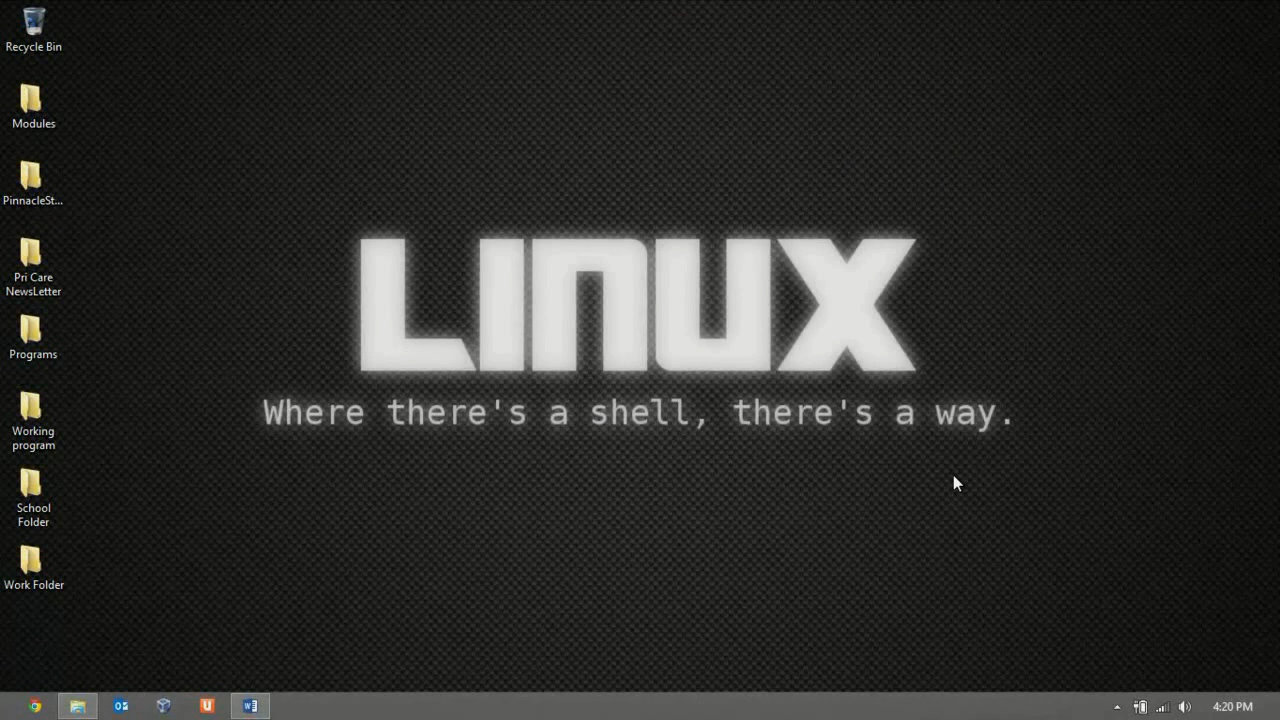 Recycle Bin
Modules
PinnacleSt...
Pri Care
NewsLetter
Programs
Working
program
School
Folder
Work Folder
LINUX
Where there's a shell, there's a way.
4:20 PM